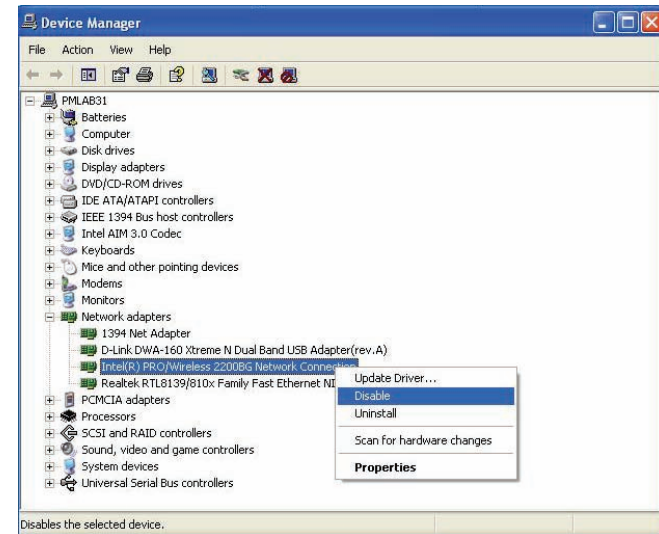 Device Manager
File Action View Help
PMLAB31
Batteries
Computer
Disk drives
Display adapters
DVD/CD-ROM drives
IDE ATA/ATAPI controllers
IEEE 1394 Bus host controllers
Intel AIM 3.0 Codec
Keyboards
Mice and other pointing devices
Modems
Monitors
Network adapters
1394 Net Adapter
D-Link DWA-160 Xtreme N Dual Band USB Adapter(rev.A)
Intel(R) PRO/Wireless 2200BG Network Connection
Realtek RTL8139/810x Family Fast Ethernet NI
PCMCIA adapters
Processors
SCSI and RAID controllers
Sound, video and game controllers
System devices
Universal Serial Bus controllers
Update Driver...
Disable
Uninstall
Scan for hardware changes
Properties
Disables the selected device.